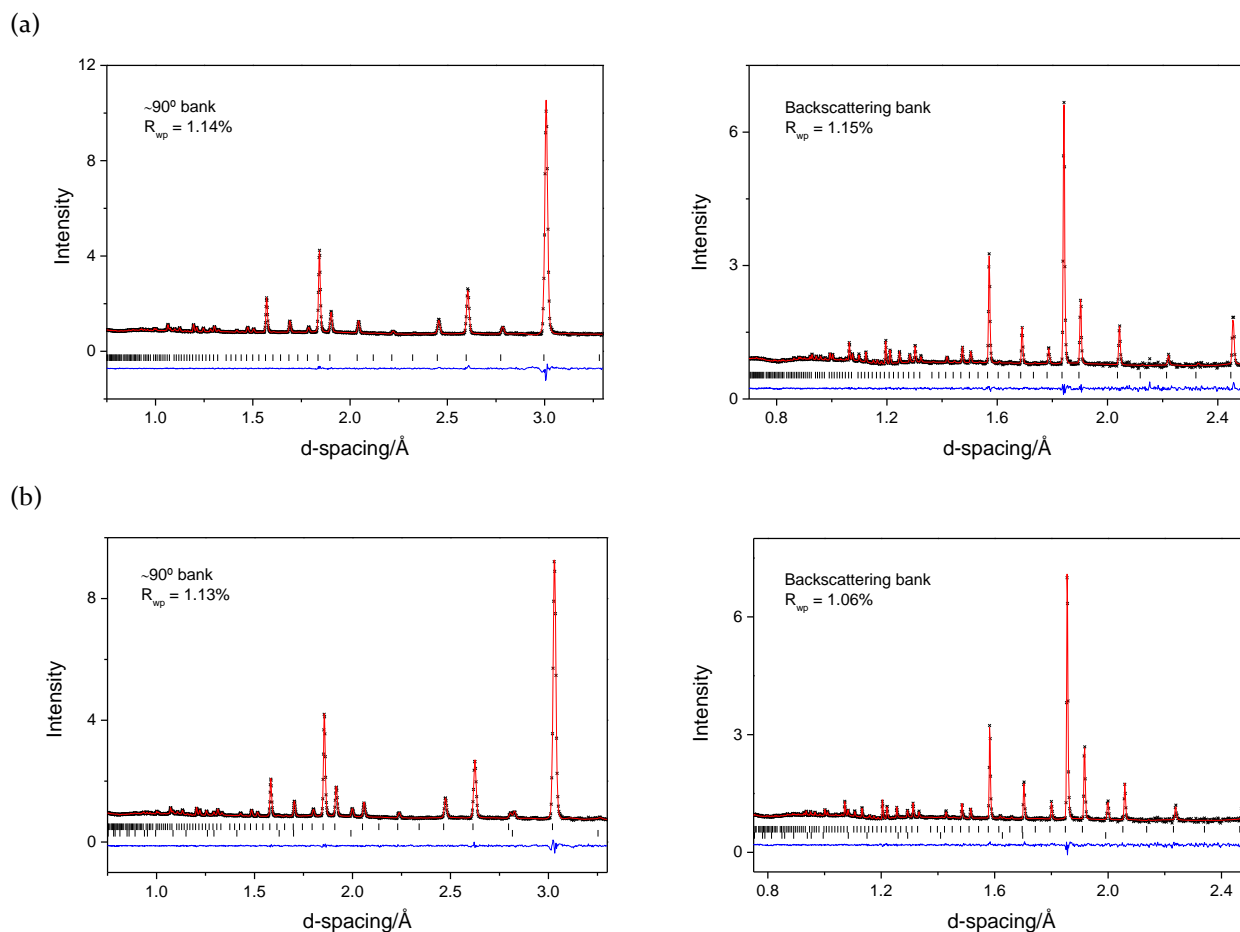 (a)
12
8
4
0
Intensity
~90º bank
Rwp = 1.14%
1.0 1.5 2.0 2.5 3.0
d-spacing/Å
6
3
0
Intensity
Backscattering bank
Rwp = 1.15%
0.8 1.2 1.6 2.0 2.4
d-spacing/Å
(b)
8
4
0
Intensity
~90º bank
Rwp = 1.13%
1.0 1.5 2.0 2.5 3.0
d-spacing/Å
6
3
0
Intensity
Backscattering bank
Rwp = 1.06%
0.8 1.2 1.6 2.0 2.4
d-spacing/Å